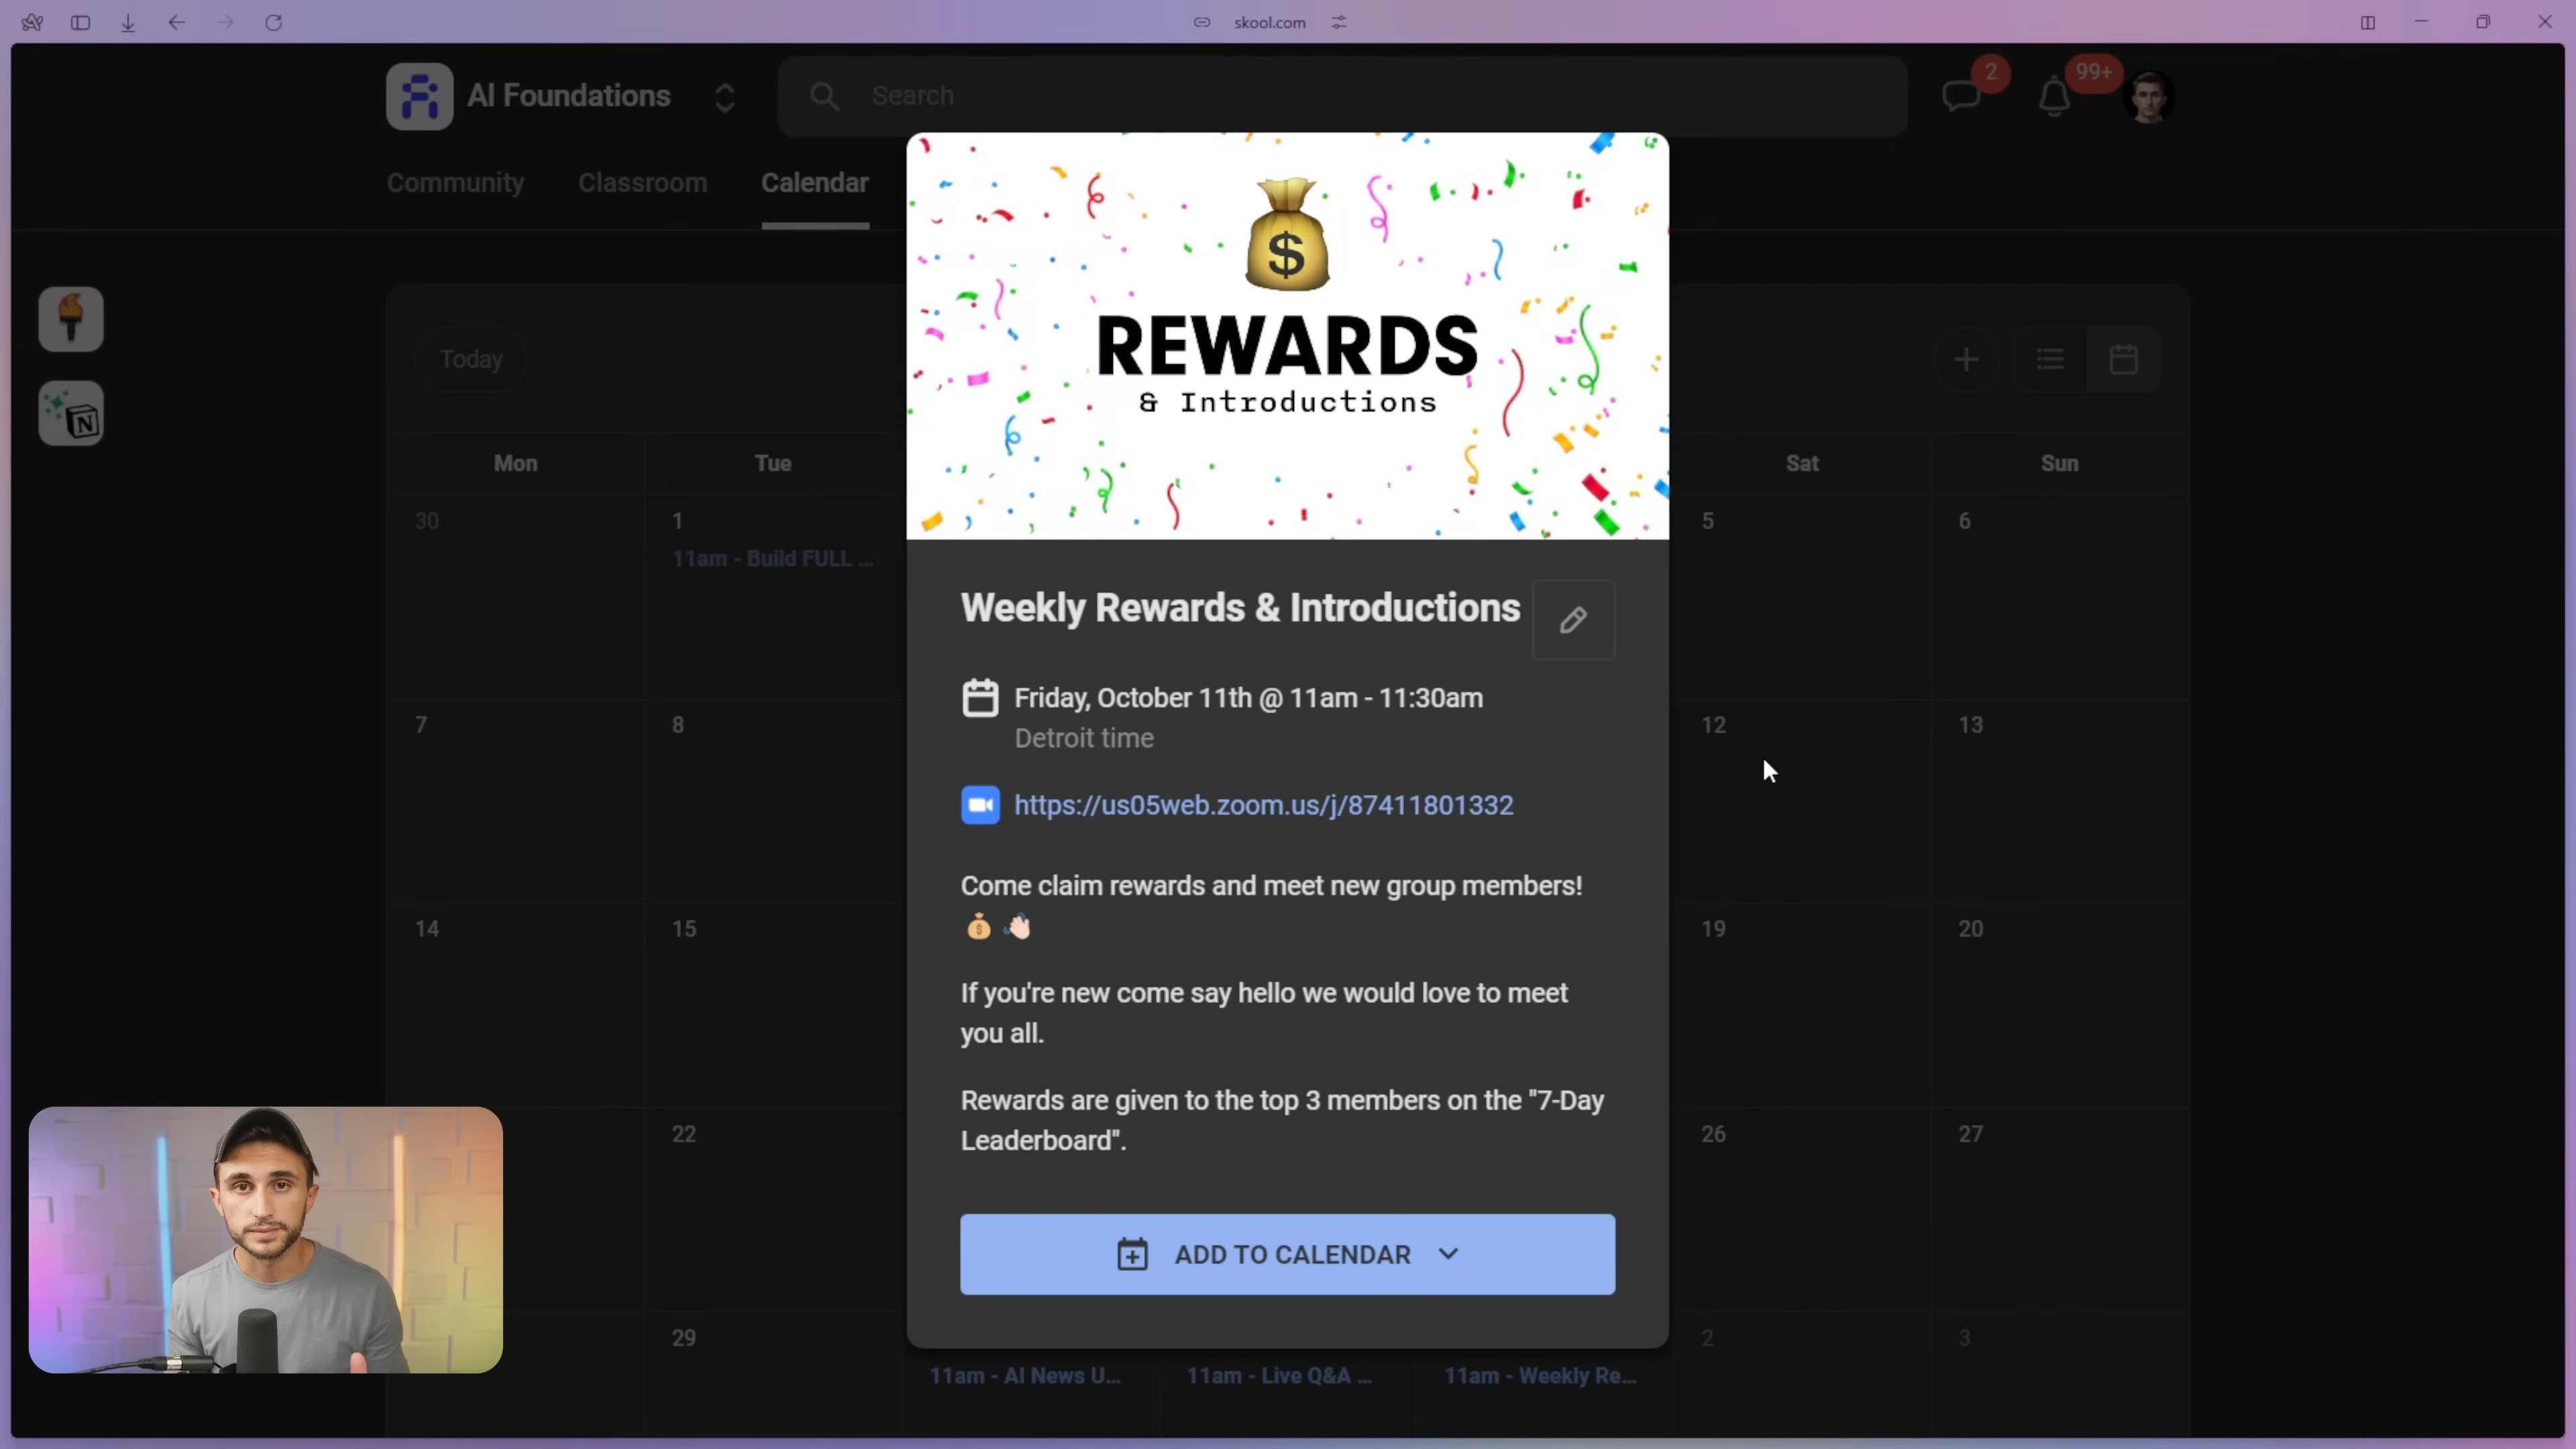 skool.com
AI Foundations
Search
2
99+
Community
Classroom
Calendar
$
REWARDS
& Introductions
Today
Mon
Tue
Sat
Sun
30
1
5
6
11am - Build FULL ...
Weekly Rewards & Introductions
Friday, October 11th @ 11am - 11:30am
Detroit time
7
8
12
13
https://us05web.zoom.us/j/87411801332
Come claim rewards and meet new group members!
💰 👋🏻
14
15
19
20
If you're new come say hello we would love to meet
you all.
Rewards are given to the top 3 members on the "7-Day
Leaderboard".
22
26
27
ADD TO CALENDAR
29
2
3
11am - AI News U...
11am - Live Q&A ...
11am - Weekly Re...